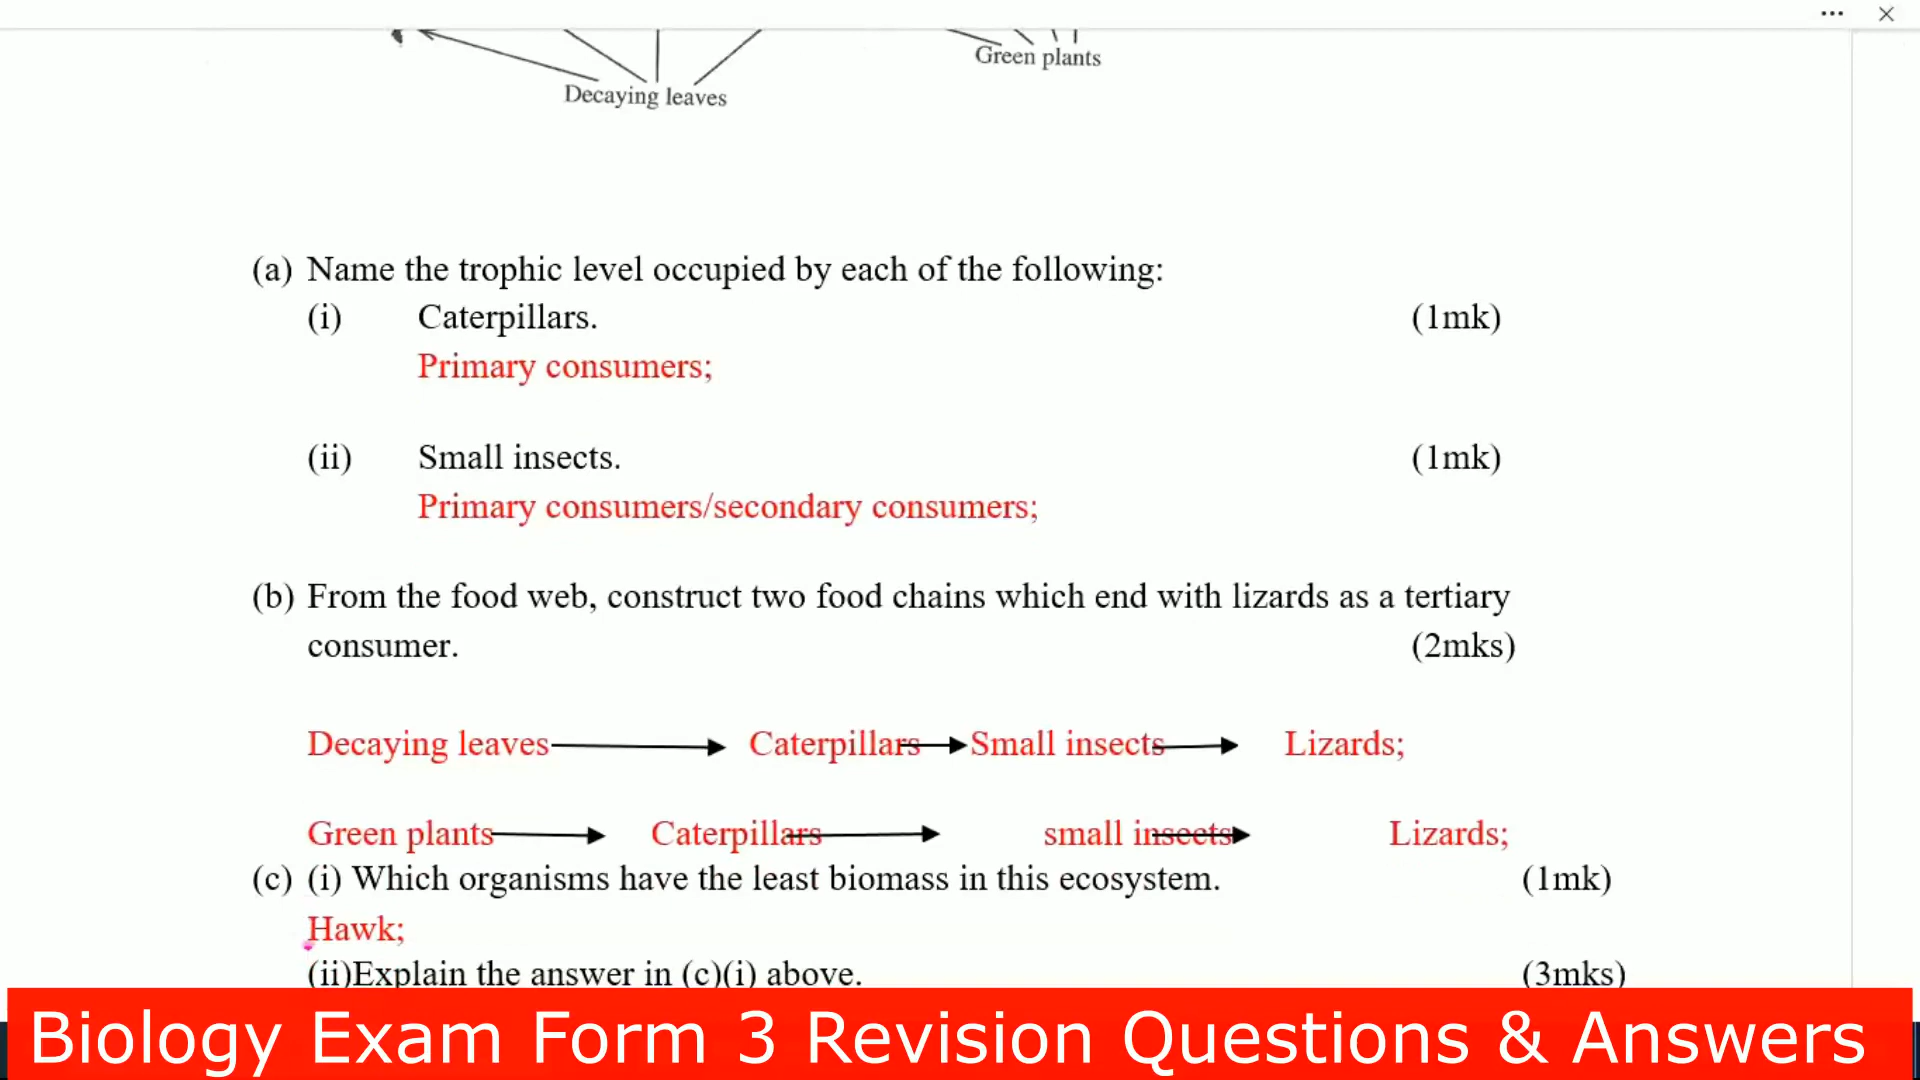 Green plants
Decaying leaves
(a) Name the trophic level occupied by each of the following:
(i) Caterpillars. (1mk)
Primary consumers;
(ii) Small insects. (1mk)
Primary consumers/secondary consumers;
(b) From the food web, construct two food chains which end with lizards as a tertiary
consumer. (2mks)
Decaying leaves Caterpillars Small insects Lizards;
Green plants Caterpillars small insects Lizards;
(c) (i) Which organisms have the least biomass in this ecosystem. (1mk)
Hawk;
(ii)Explain the answer in (c)(i) above. (3mks)
Biology Exam Form 3 Revision Questions & Answers